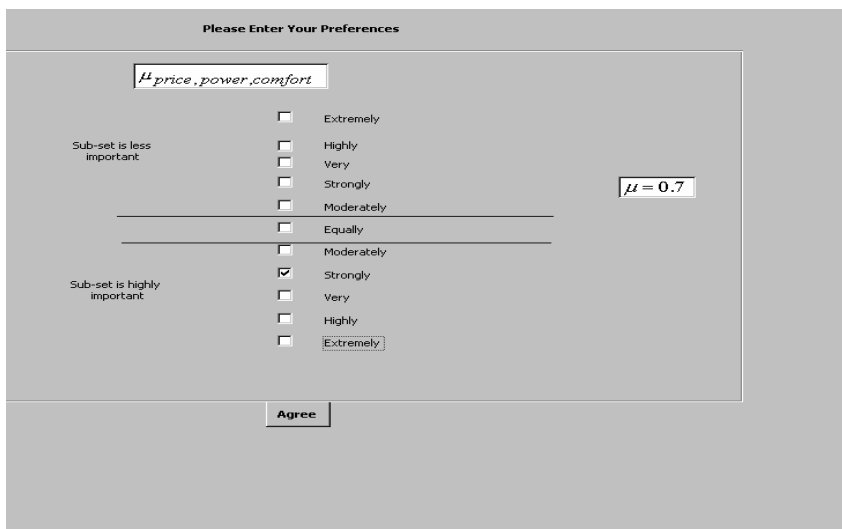 Please Enter Your Preferences
μ price, power, comfort
Extremely
Sub-set is less
important
Highly
Very
Strongly
μ = 0.7
Moderately
Equally
Moderately
Sub-set is highly
important
Strongly
Very
Highly
Extremely
Agree